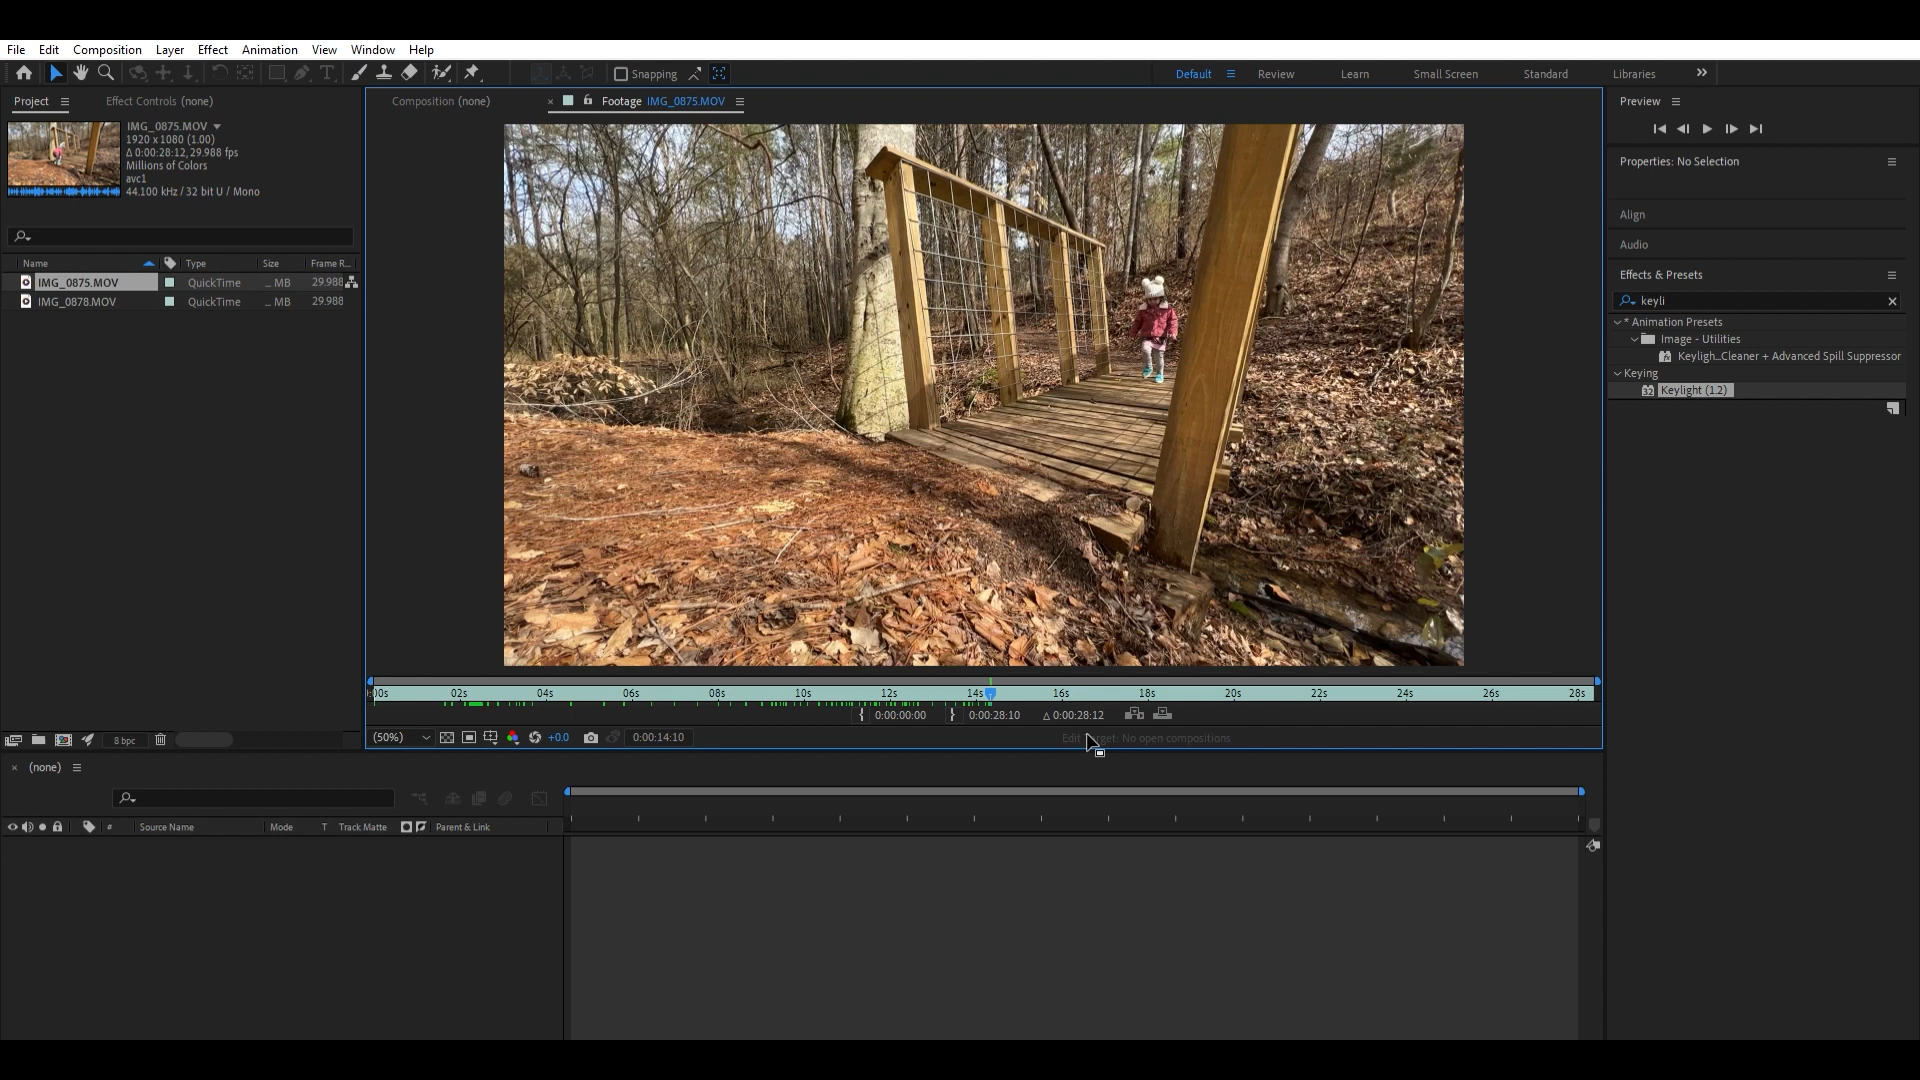 File Edit Composition Layer Effect Animation View Window Help
Snapping
Default Review Learn Small Screen Standard Libraries
Project
Effect Controls (none)
IMG_0875.MOV
1920 x 1080 (1.00)
Δ 0:00:28:12, 29.988 fps
Millions of Colors
avc1
44.100 kHz / 32 bit U / Mono
Name Type Size Frame R...
IMG_0875.MOV QuickTime ... MB 29.988
IMG_0878.MOV QuickTime ... MB 29.988
8 bpc
Composition (none)
Footage IMG_0875.MOV
:00s 02s 04s 06s 08s 10s 12s 14s 16s 18s 20s 22s 24s 26s 28s
0:00:00:00 0:00:28:10 Δ 0:00:28:12
(50%) +0.0 0:00:14:10 Edit Target: No open compositions
Preview
Properties: No Selection
Align
Audio
Effects & Presets
keyli
* Animation Presets
Image - Utilities
Keyligh...Cleaner + Advanced Spill Suppressor
Keying
32 Keylight (1.2)
(none)
# Source Name Mode T Track Matte Parent & Link